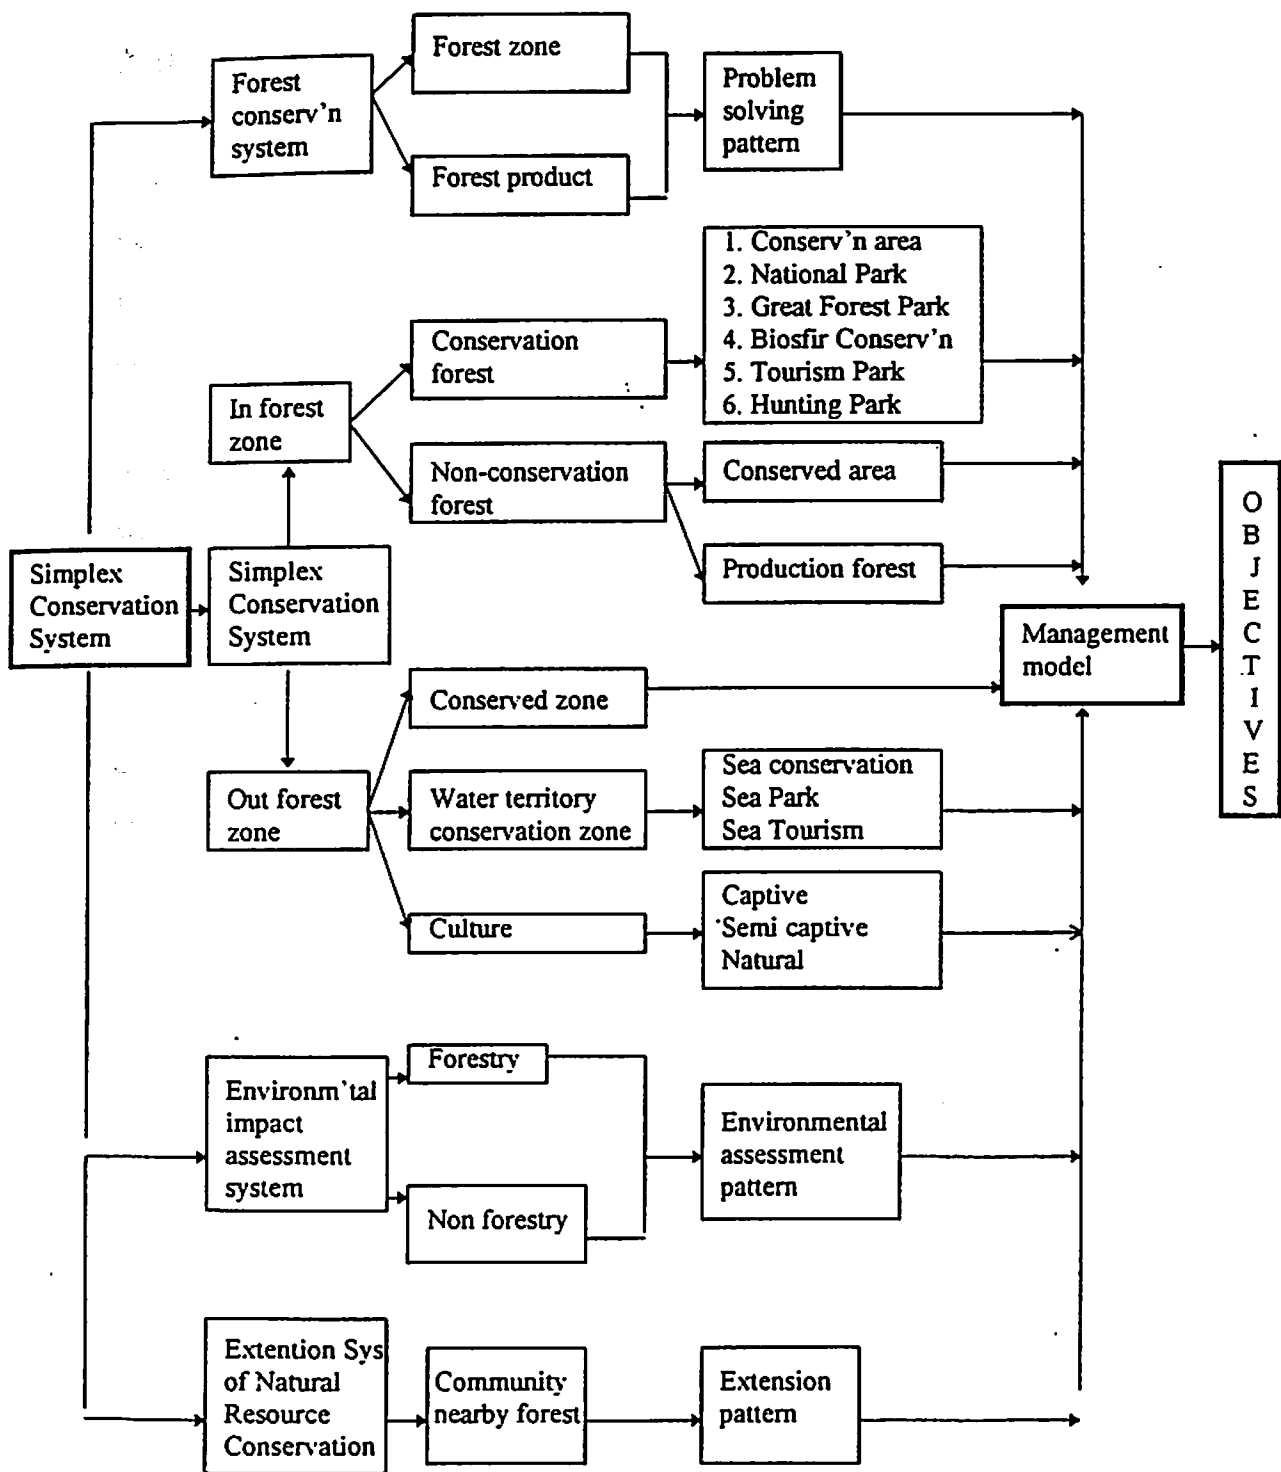 Forest zone
Forest
conserv'n
system
Forest product
Problem
solving
pattern
1. Conserv'n area
2. National Park
3. Great Forest Park
4. Biosfir Conserv'n
5. Tourism Park
6. Hunting Park
Conservation
forest
In forest
zone
Non-conservation
forest
Conserved area
Production forest
Simplex
Conservation
System
Simplex
Conservation
System
Management
model
O
B
J
E
C
T
I
V
E
S
Conserved zone
Out forest
zone
Water territory
conservation zone
Sea conservation
Sea Park
Sea Tourism
Culture
Captive
Semi captive
Natural
Environm'tal
impact
assessment
system
Forestry
Non forestry
Environmental
assessment
pattern
Extention Sys
of Natural
Resource
Conservation
Community
nearby forest
Extension
pattern